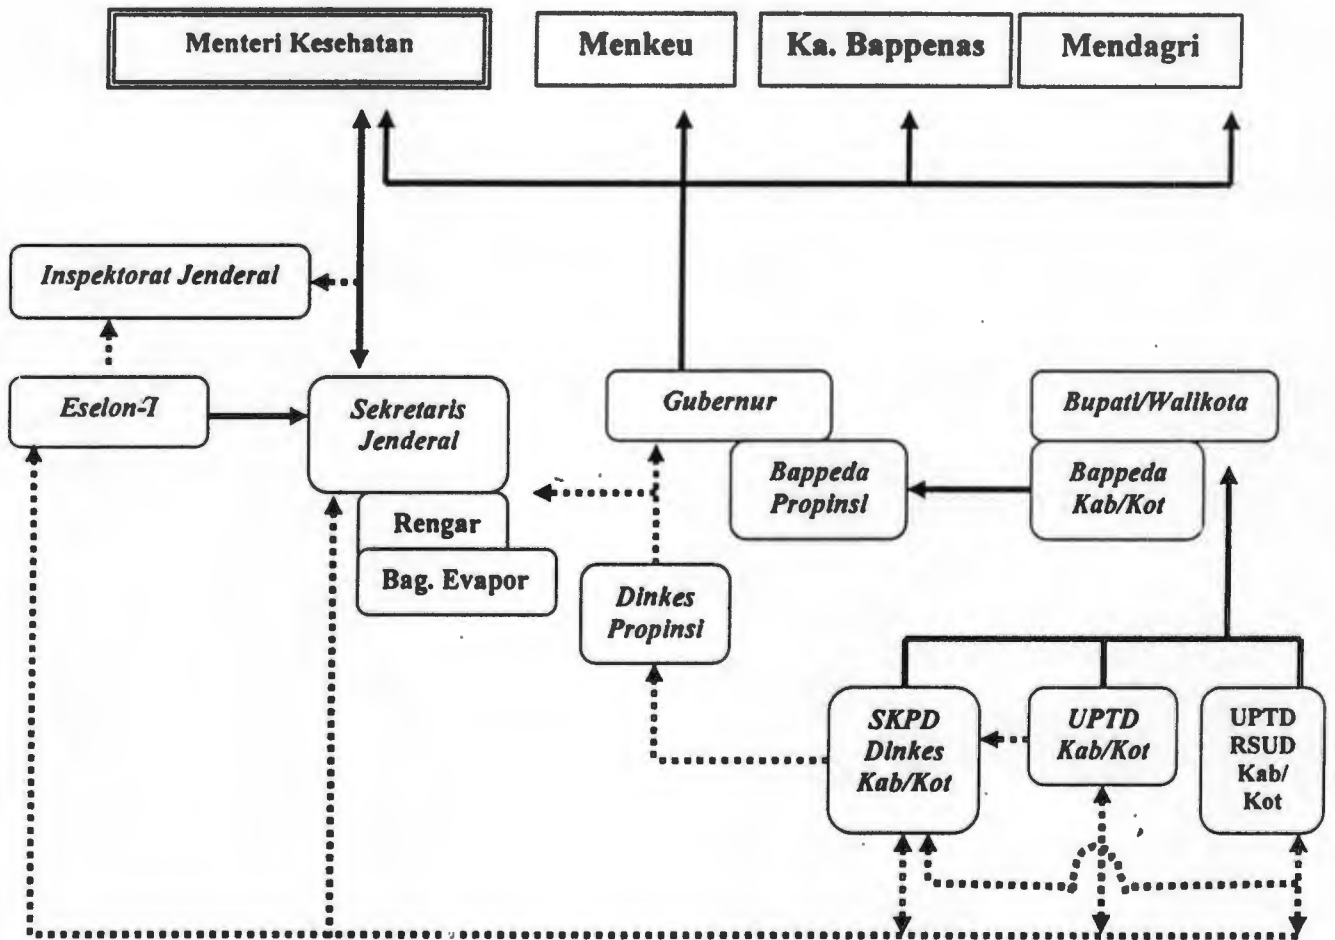 Menteri Kesehatan
Menkeu
Ka. Bappenas
Mendagri
Inspektorat Jenderal
Eselon-I
Sekretaris
Jenderal
Gubernur
Bupati/Walikota
Bappeda
Propinsi
Bappeda
Kab/Kot
Rengar
Bag. Evapor
Dinkes
Propinsi
SKPD
Dinkes
Kab/Kot
UPTD
Kab/Kot
UPTD
RSUD
Kab/
Kot